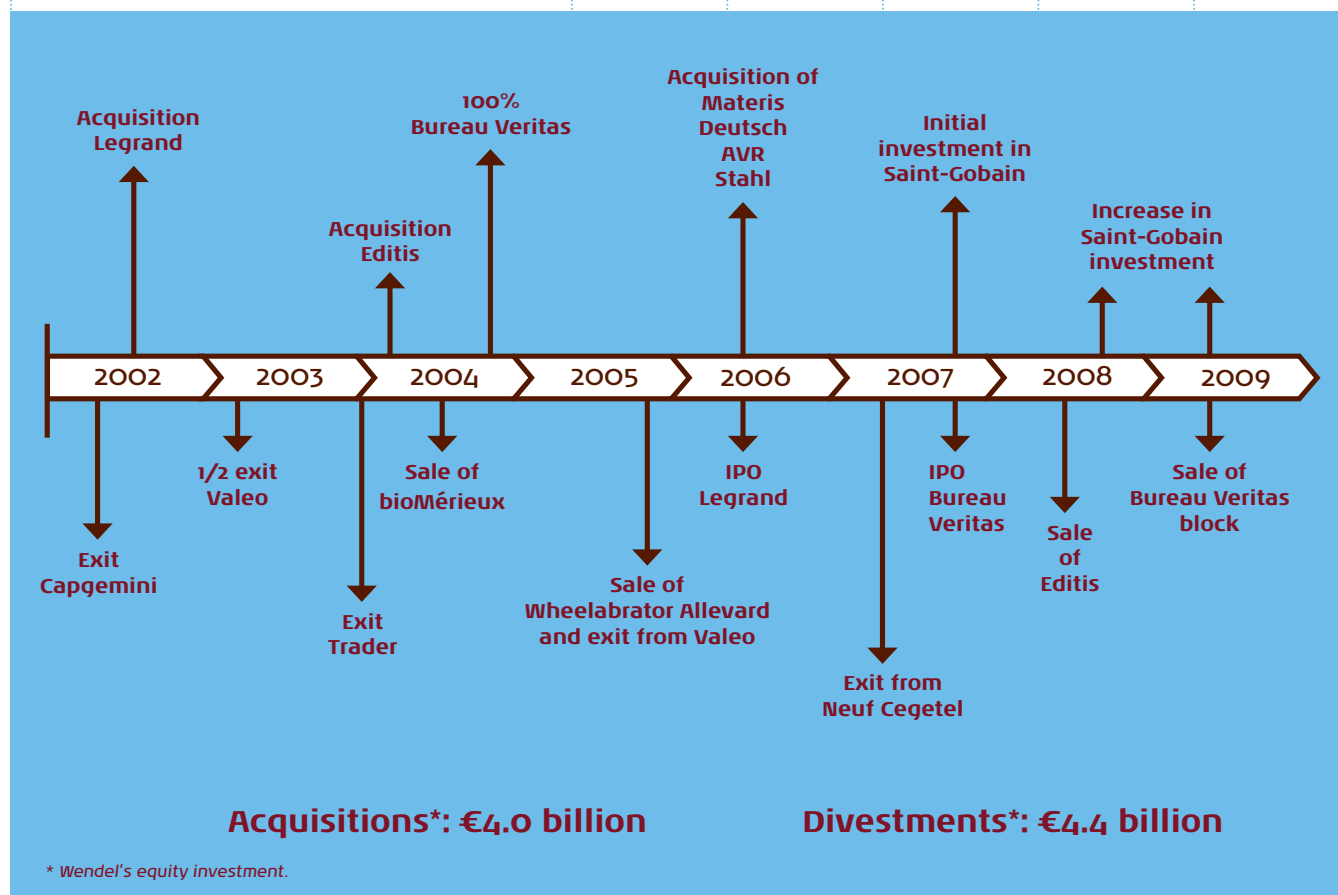 Acquisition
Legrand
Acquisition
Editis
100%
Bureau Veritas
Acquisition of
Materis
Deutsch
AVR
Stahl
Initial
investment in
Saint-Gobain
Increase in
Saint-Gobain
investment
2002
2003
2004
2005
2006
2007
2008
2009
Exit
Capgemini
1/2 exit
Valeo
Exit
Trader
Sale of
bioMérieux
Sale of
Wheelabrator Allevard
and exit from Valeo
IPO
Legrand
Exit from
Neuf Cegetel
IPO
Bureau
Veritas
Sale
of
Editis
Sale of
Bureau Veritas
block
Acquisitions*: €4.0 billion
Divestments*: €4.4 billion
* Wendel's equity investment.